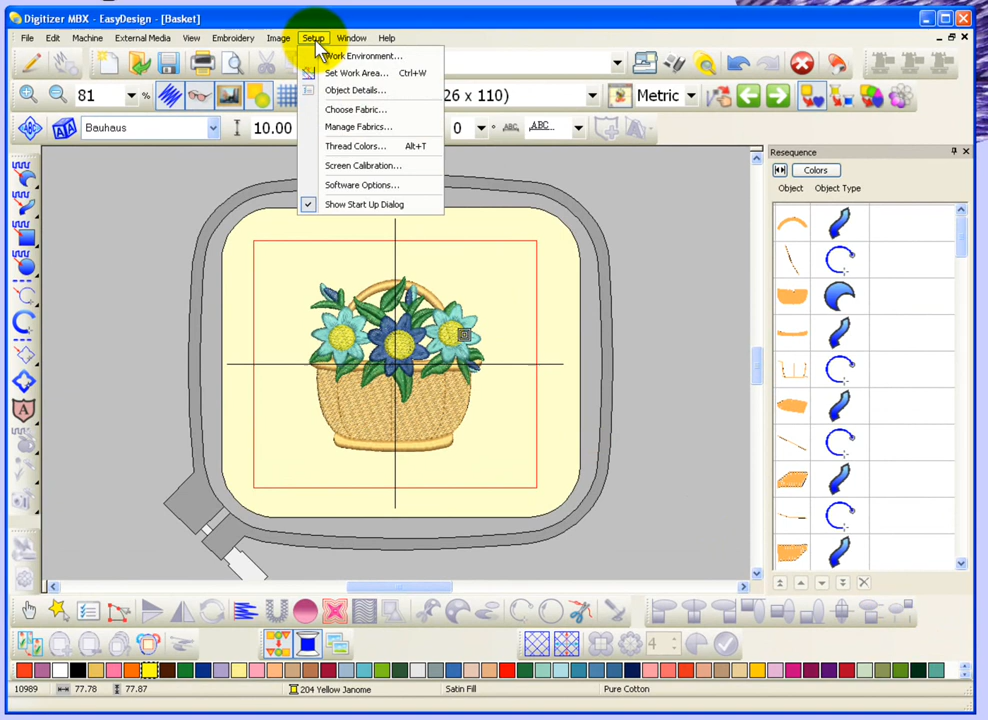 Digitizer MBX - EasyDesign - [Basket]
File Edit Machine External Media View Embroidery Image Setup Window Help
Work Environment...
Set Work Area... Ctrl+W
Object Details...
Choose Fabric...
Manage Fabrics...
Thread Colors... Alt+T
Screen Calibration...
Software Options...
Show Start Up Dialog
81 % 26 x 110) Metric
Bauhaus 10.00 0 ° ABC ABC
Resequence
Colors
Object Object Type
A
4
10989 77.78 77.87 204 Yellow Janome Satin Fill Pure Cotton